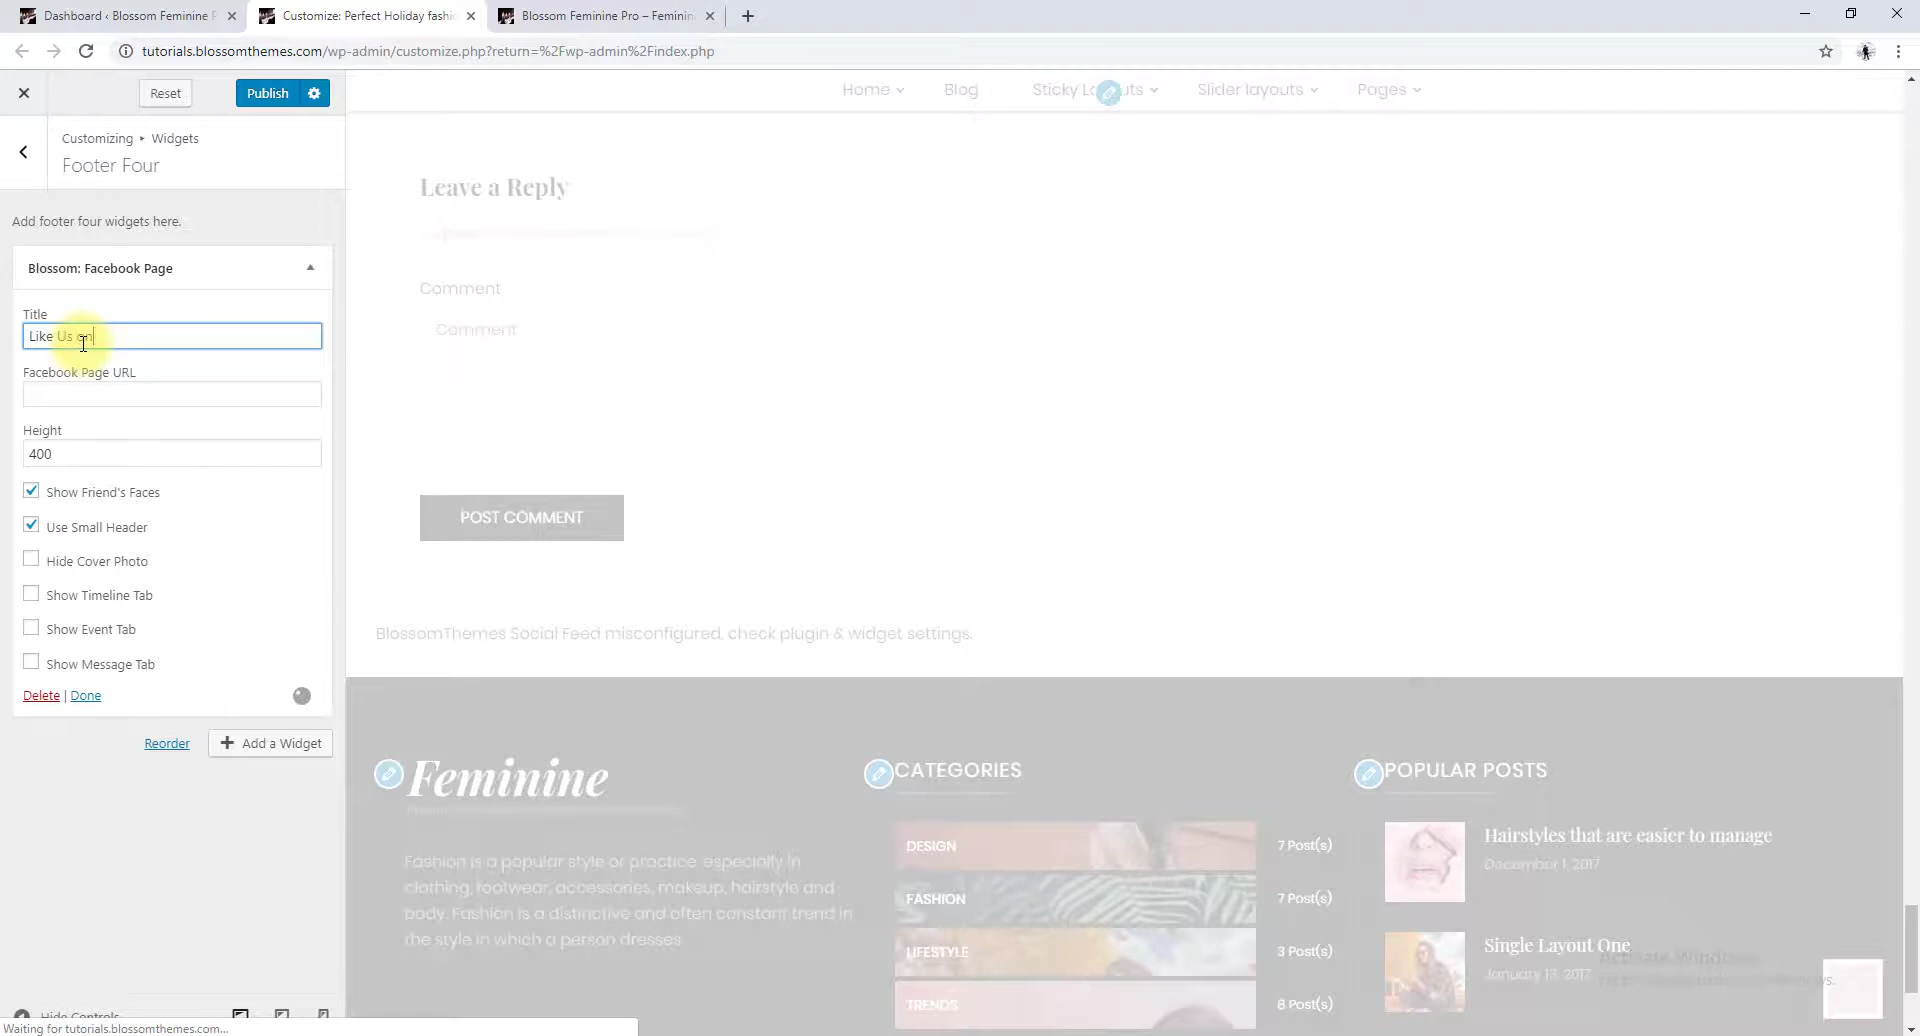 Dashboard ‹ Blossom Feminine P
Customize: Perfect Holiday fashi
Blossom Feminine Pro – Feminin
tutorials.blossomthemes.com/wp-admin/customize.php?return=%2Fwp-admin%2Findex.php
Reset
Publish
Customizing ▸ Widgets
Footer Four
Add footer four widgets here.
Blossom: Facebook Page
Title
Like Us on
Facebook Page URL
Height
400
Show Friend's Faces
Use Small Header
Hide Cover Photo
Show Timeline Tab
Show Event Tab
Show Message Tab
Delete | Done
Reorder
Add a Widget
Hide Controls
Waiting for tutorials.blossomthemes.com...
Home
Blog
Sticky Layouts
Slider layouts
Pages
Leave a Reply
Comment
Comment
POST COMMENT
BlossomThemes Social Feed misconfigured, check plugin & widget settings.
Feminine
Fashion is a popular style or practice, especially in
clothing, footwear, accessories, makeup, hairstyle and
body. Fashion is a distinctive and often constant trend in
the style in which a person dresses
CATEGORIES
DESIGN
7 Post(s)
FASHION
7 Post(s)
LIFESTYLE
3 Post(s)
TRENDS
8 Post(s)
POPULAR POSTS
Hairstyles that are easier to manage
December 1, 2017
Single Layout One
January 13, 2017
Activate Windows